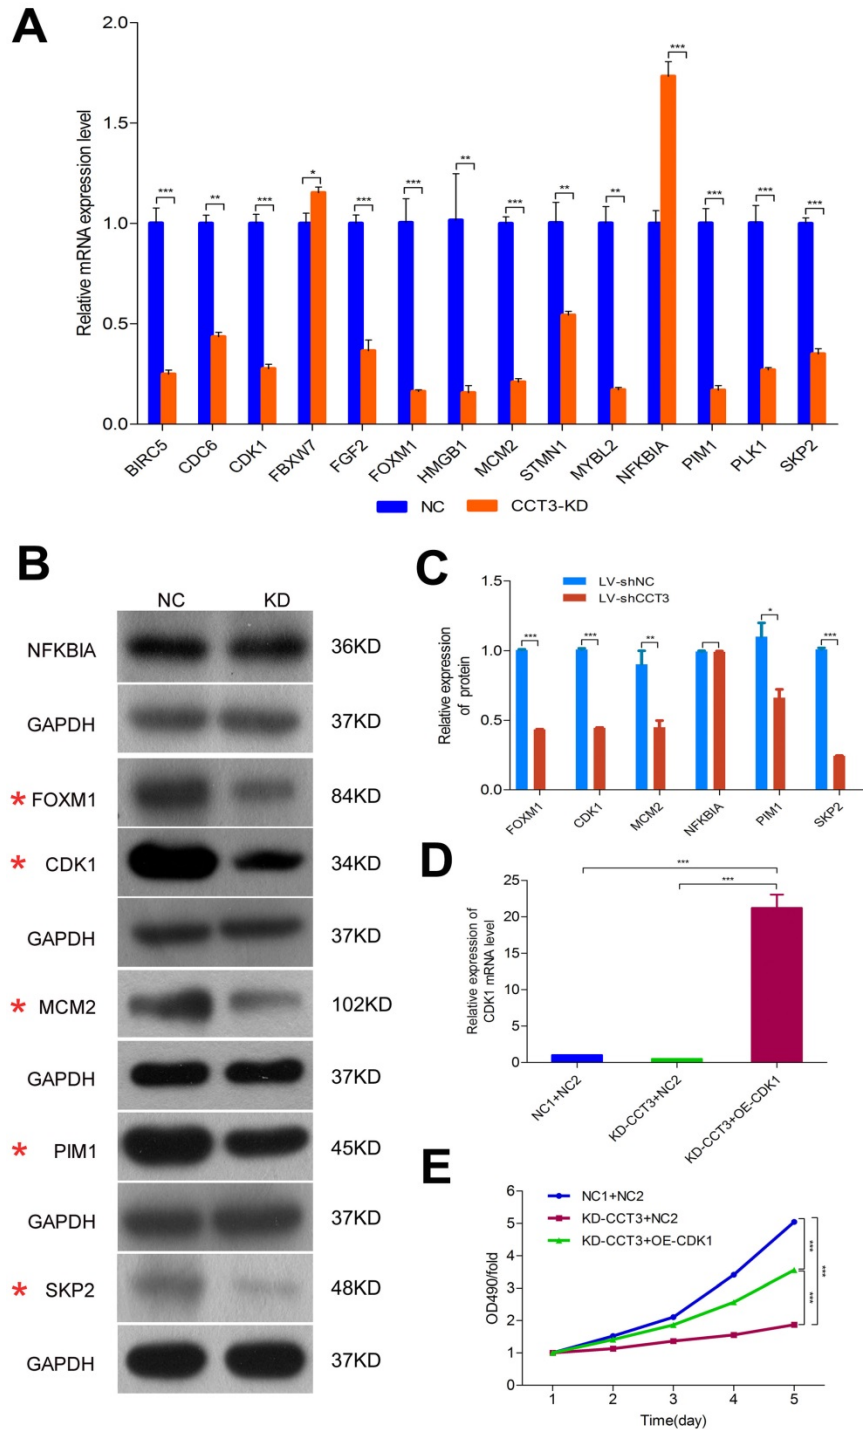 A
Relative mRNA expression level
2.0
1.5
1.0
0.5
0.0
*** ** *** * *** *** ** *** ** ** *** *** *** ***
BIRC5 CDC6 CDK1 FBXW7 FGF2 FOXM1 HMGB1 MCM2 STMN1 MYBL2 NFKBIA PIM1 PLK1 SKP2
NC CCT3-KD
B
NC KD
NFKBIA 36KD
GAPDH 37KD
* FOXM1 84KD
* CDK1 34KD
GAPDH 37KD
* MCM2 102KD
GAPDH 37KD
* PIM1 45KD
GAPDH 37KD
* SKP2 48KD
GAPDH 37KD
C
Relative expression
of protein
1.5
1.0
0.5
0.0
LV-shNC
LV-shCCT3
*** *** ** * ***
FOXM1 CDK1 MCM2 NFKBIA PIM1 SKP2
D
Relative expression of
CDK1 mRNA level
25
20
15
10
5
0
***
***
NC1+NC2 KD-CCT3+NC2 KD-CCT3+OE-CDK1
E
OD490/fold
6
5
4
3
2
1
0
NC1+NC2
KD-CCT3+NC2
KD-CCT3+OE-CDK1
***
***
***
1 2 3 4 5
Time(day)